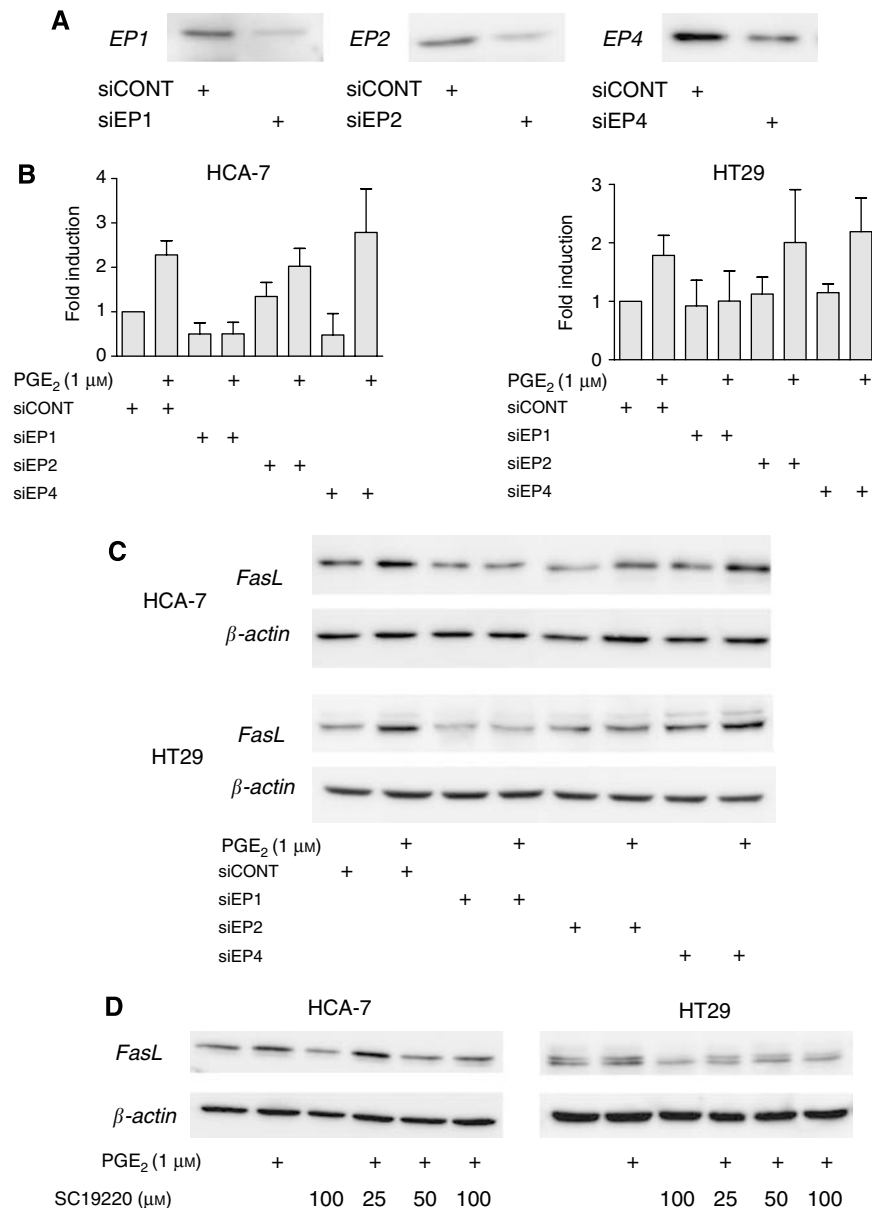 A
EP1 EP2 EP4
siCONT + siCONT + siCONT +
siEP1 + siEP2 + siEP4 +
B
HCA-7 HT29
Fold induction
4
3
2
1
0
Fold induction
3
2
1
0
PGE₂ (1 μM) + + + + PGE₂ (1 μM) + + + +
siCONT + + siCONT + +
siEP1 + + siEP1 + +
siEP2 + + siEP2 + +
siEP4 + + siEP4 + +
C
HCA-7
FasL
β-actin
HT29
FasL
β-actin
PGE₂ (1 μM) + + + +
siCONT + +
siEP1 + +
siEP2 + +
siEP4 + +
D
HCA-7 HT29
FasL
β-actin
PGE₂ (1 μM) + + + + + + + +
SC19220 (μM) 100 25 50 100 100 25 50 100